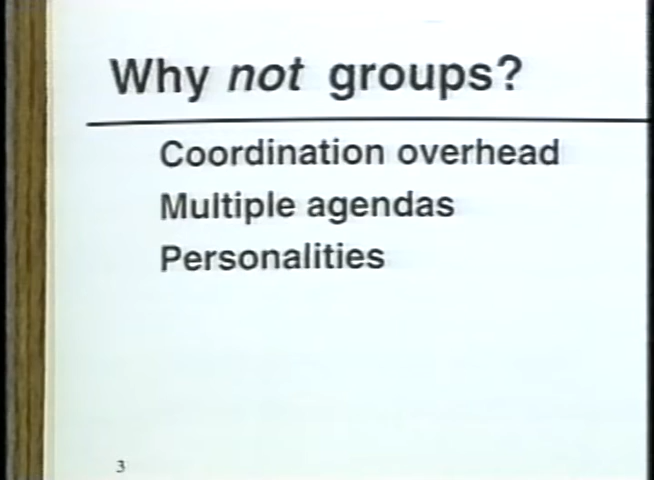 Why not groups?
Coordination overhead
Multiple agendas
Personalities
3